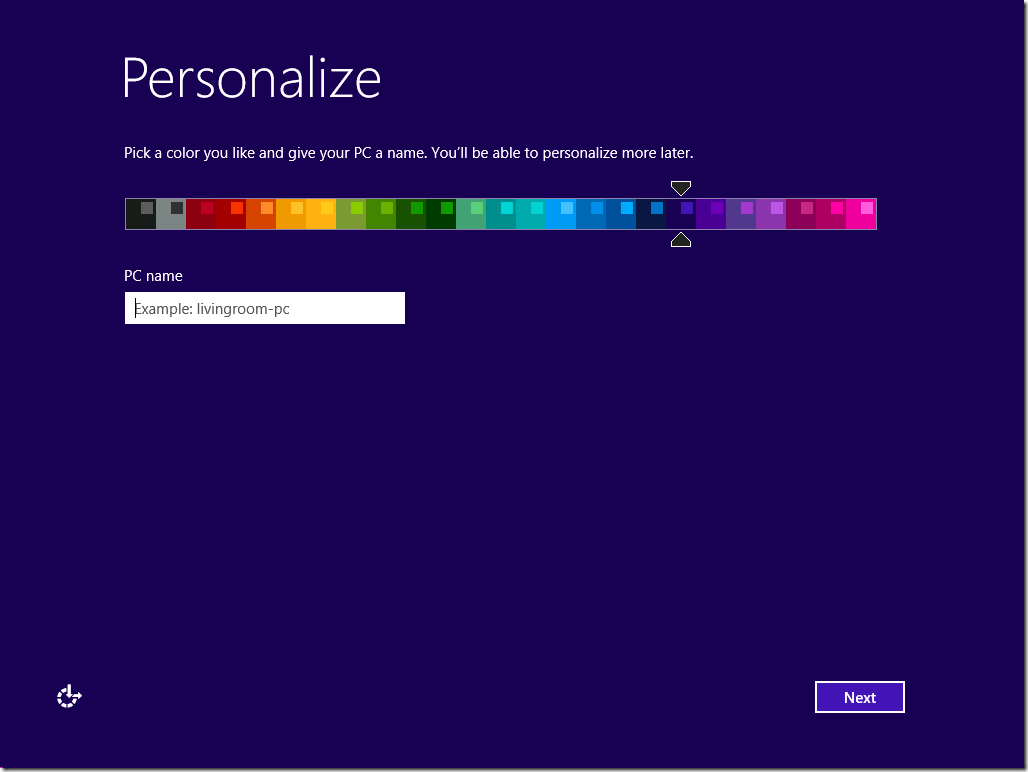 Personalize
Pick a color you like and give your PC a name. You'll be able to personalize more later.
PC name
Example: livingroom-pc
Next